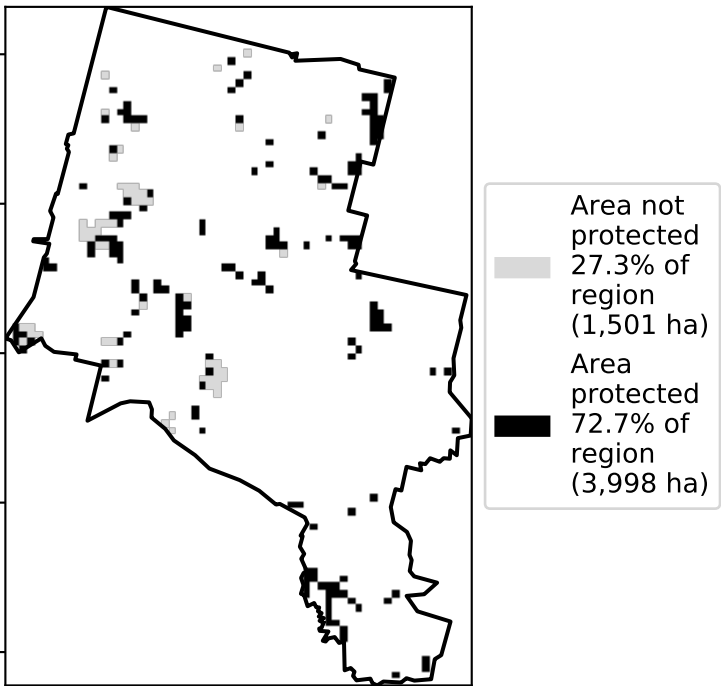 Area not
protected
27.3% of
region
(1,501 ha)
Area
protected
72.7% of
region
(3,998 ha)